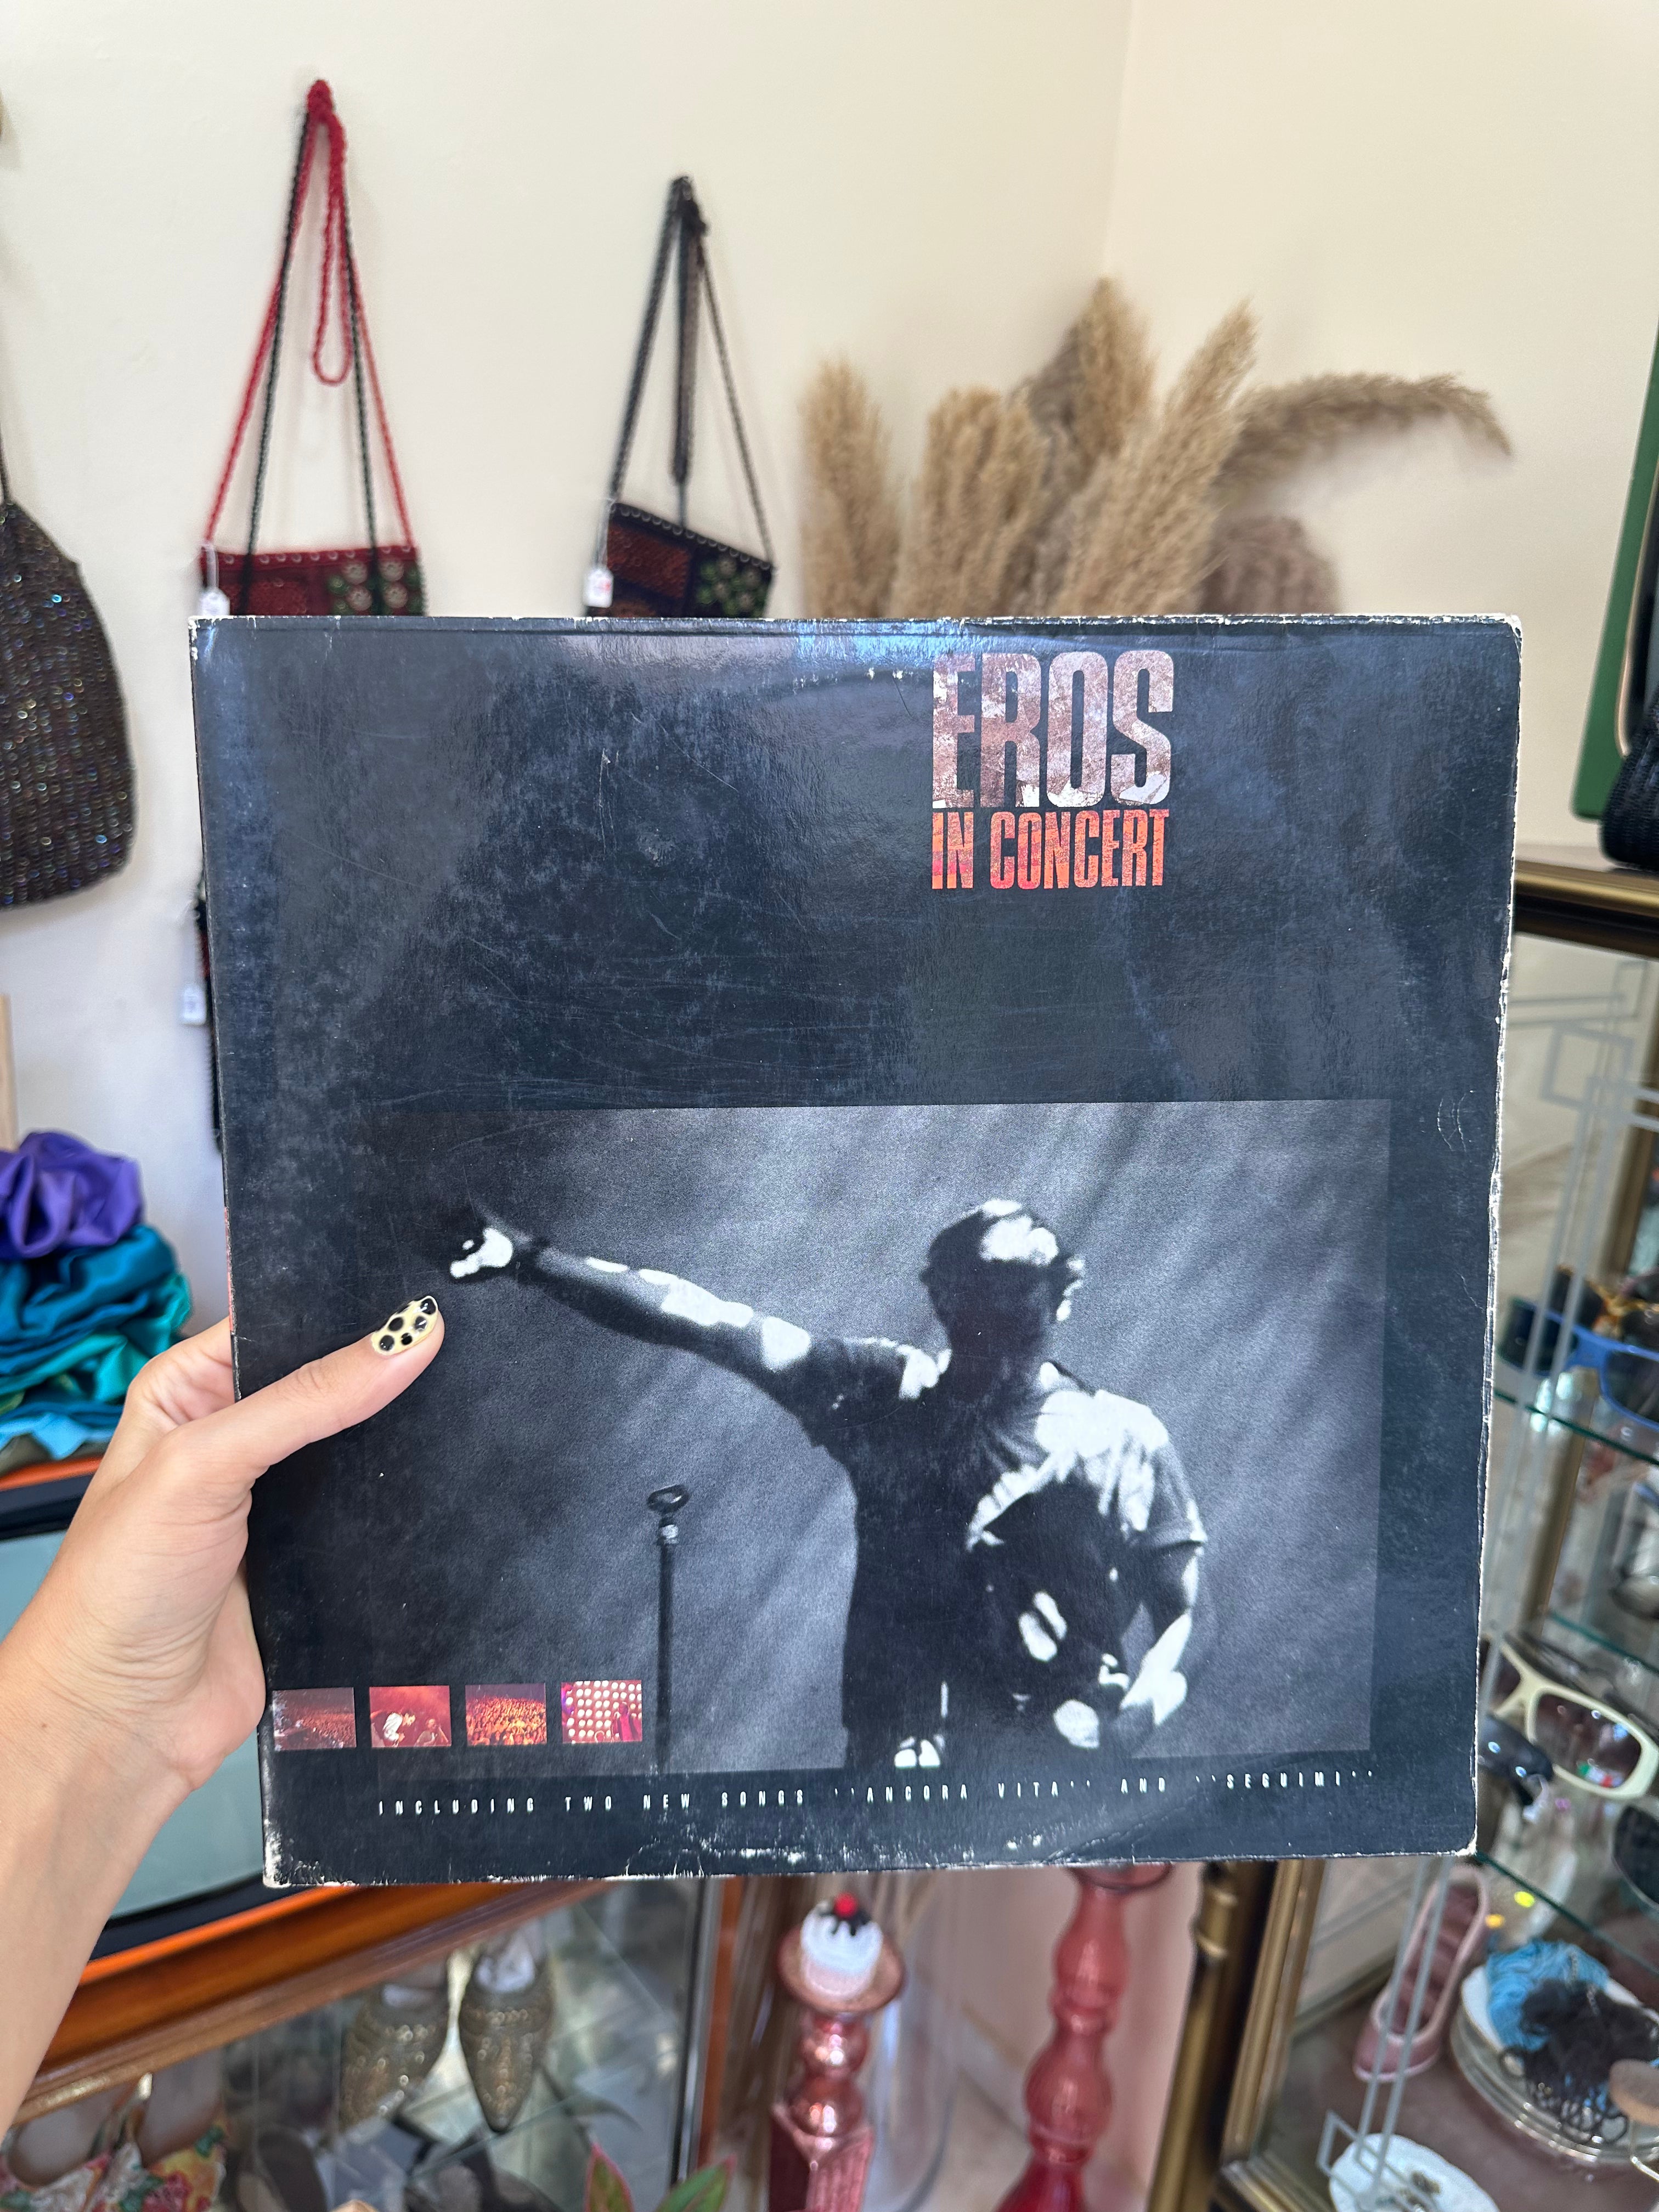 EROS
IN CONCERT
INCLUDING TWO NEW SONGS ''ANCORA VITA'' AND ''SEGUIMI''